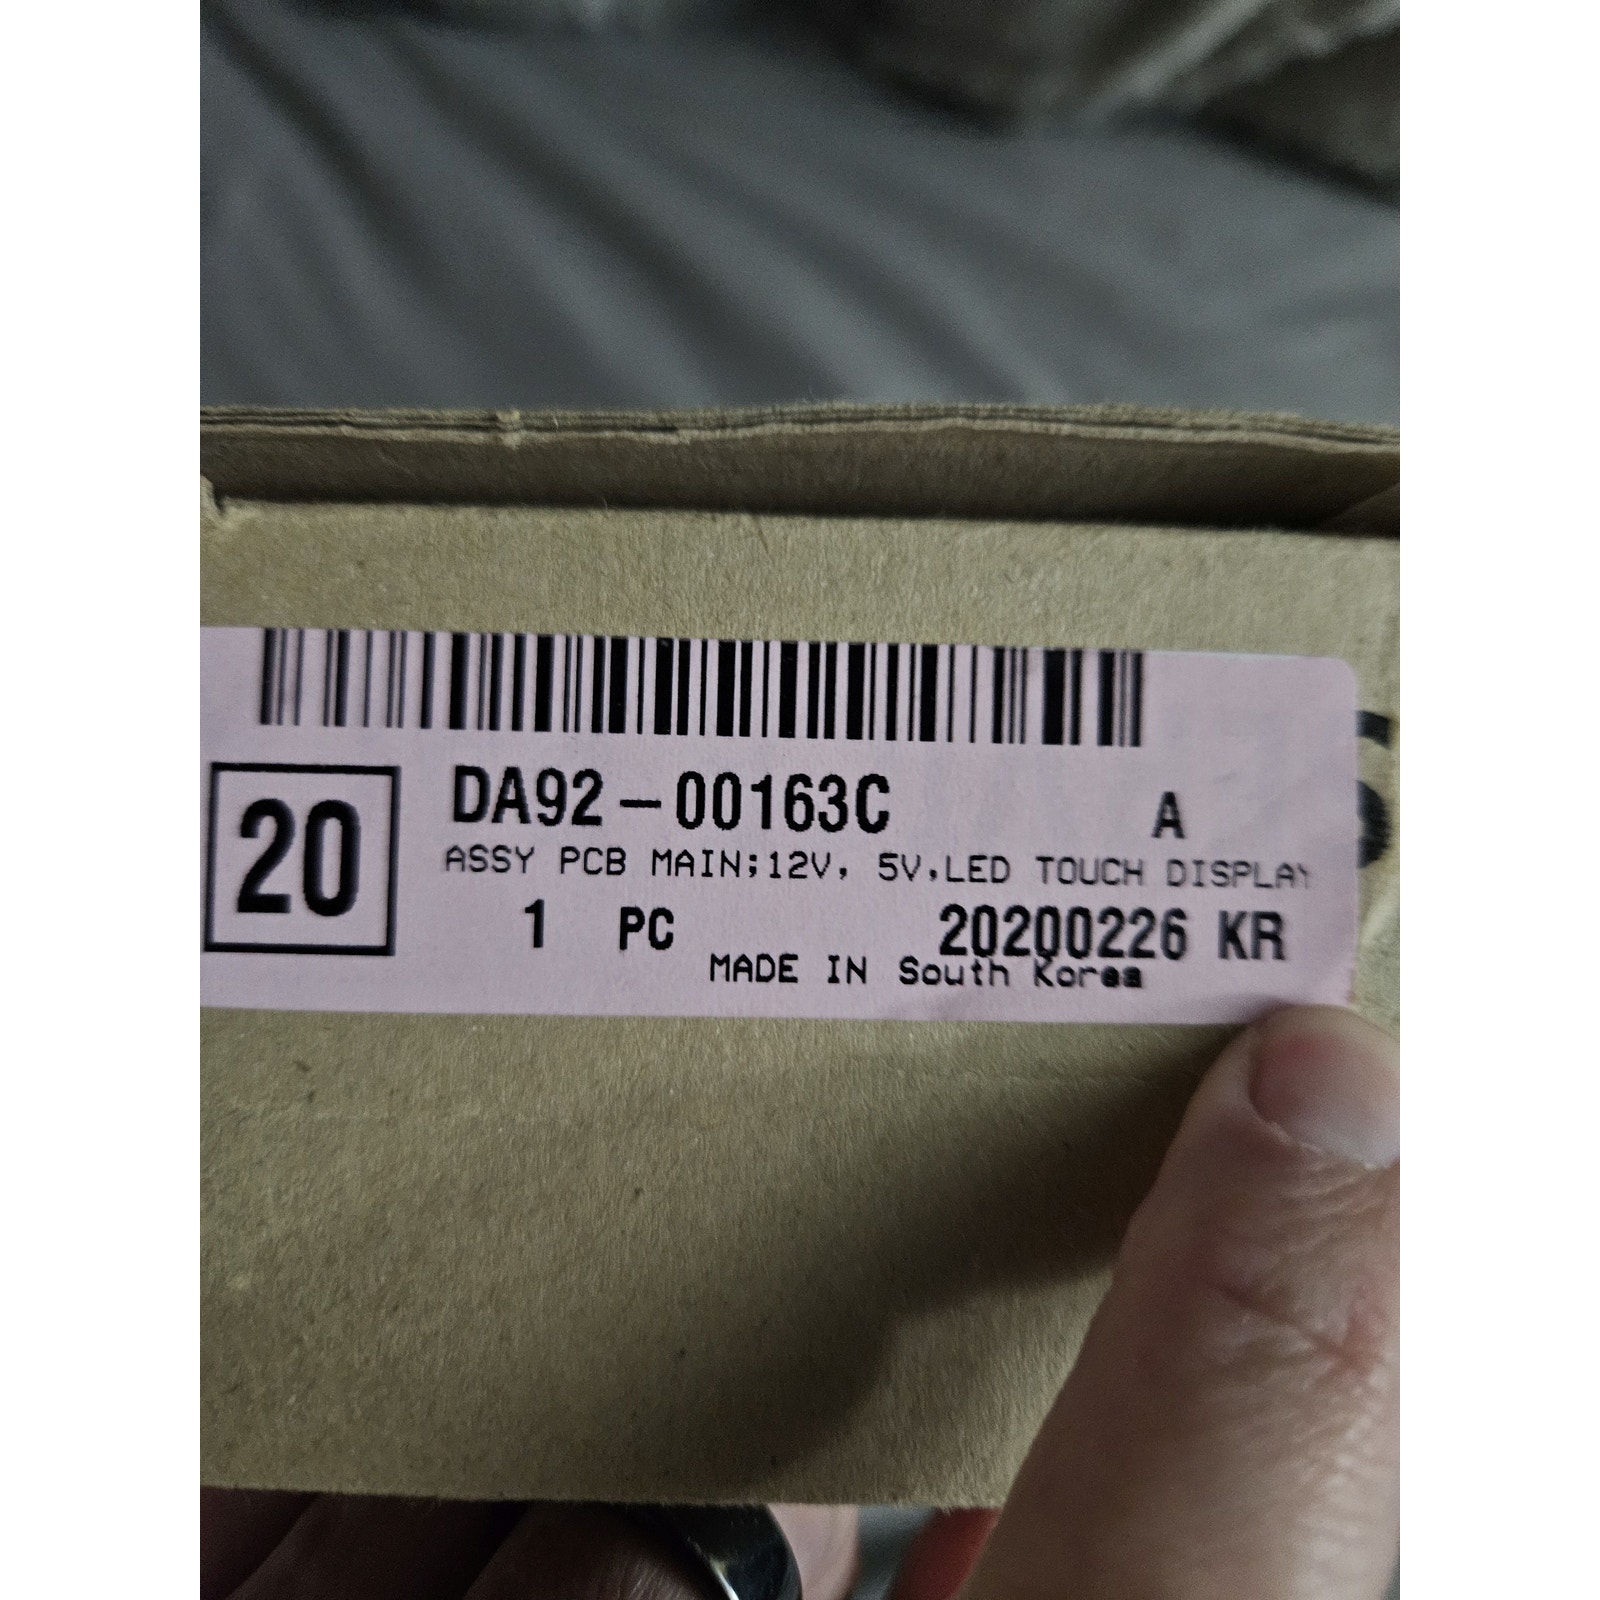 20
DA92-00163C A
ASSY PCB MAIN;12V, 5V,LED TOUCH DISPLAY
1 PC 20200226 KR
MADE IN South Korea